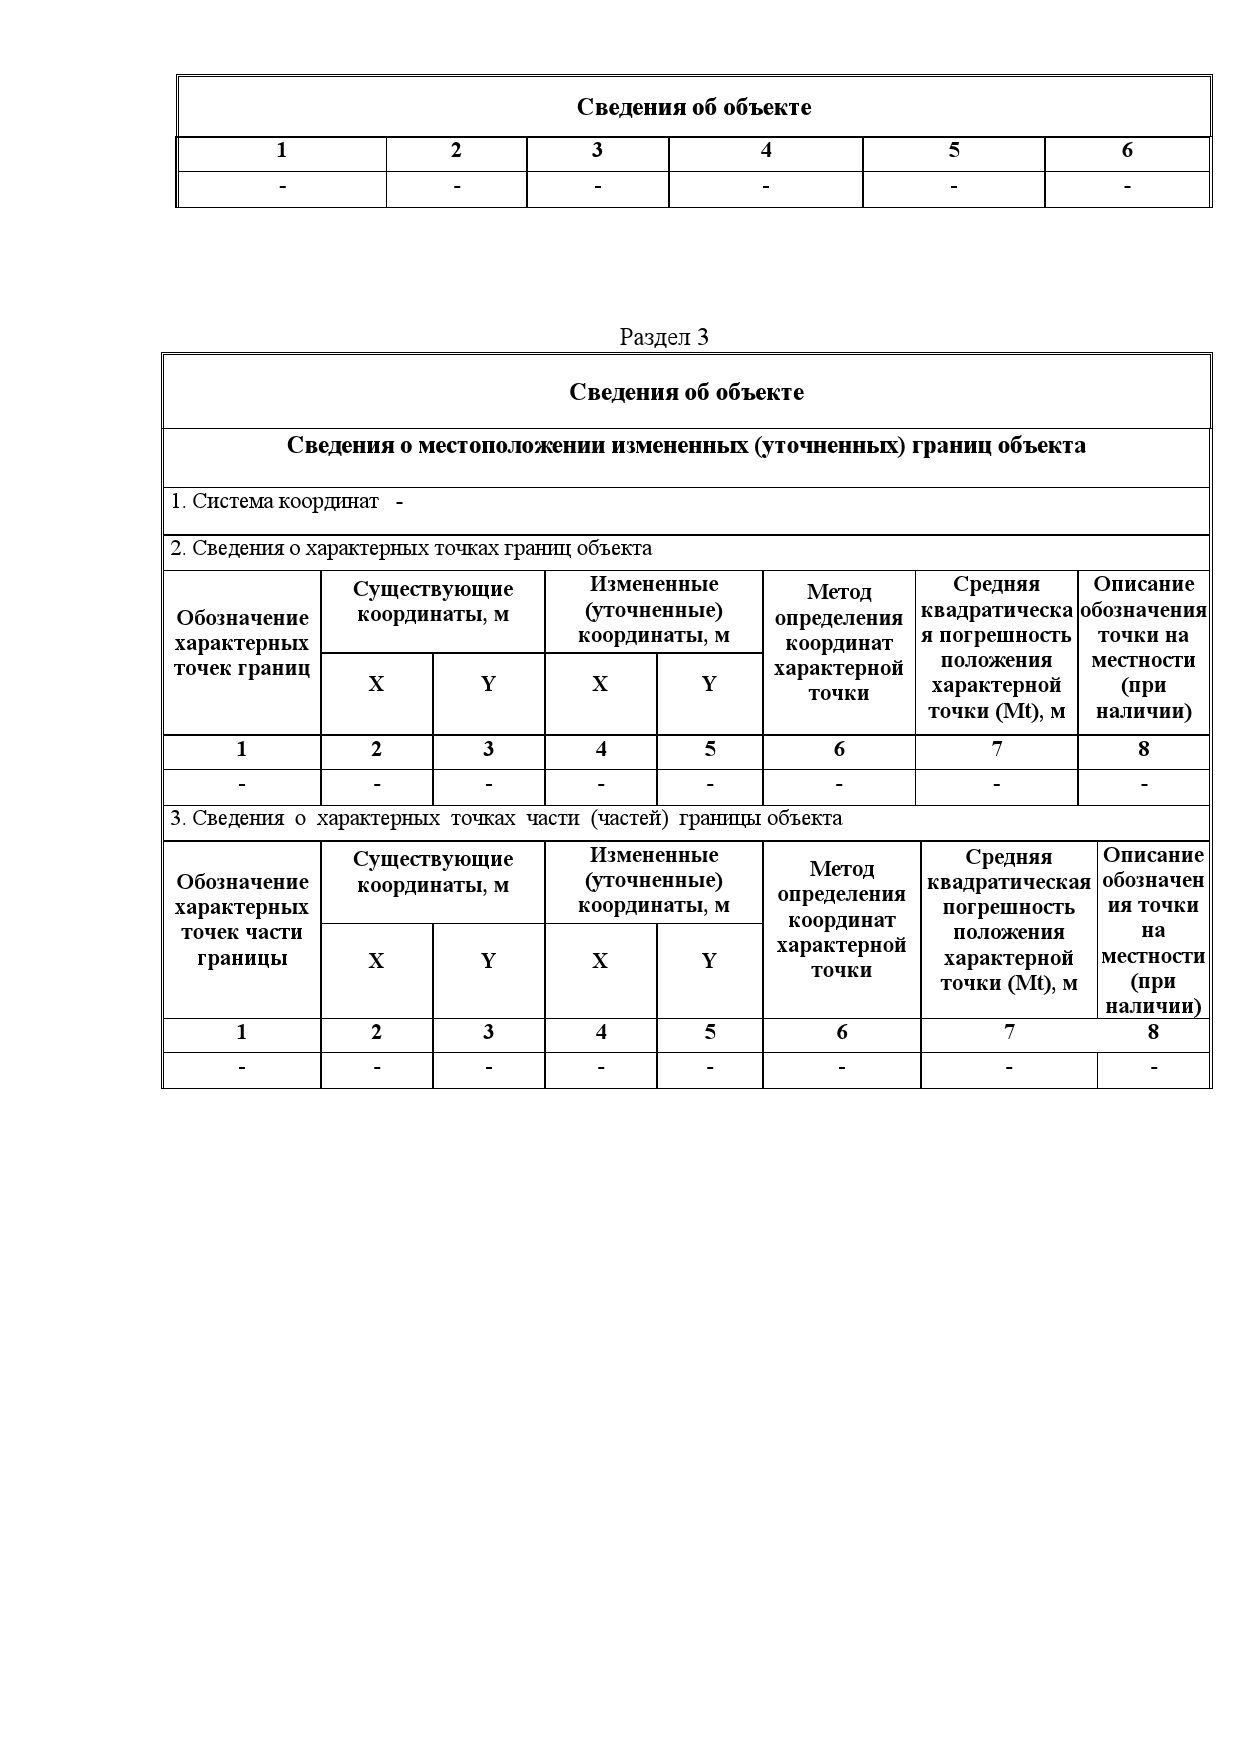 Сведения об объекте
1 2 3 4 5 6
- - - - - -
Раздел 3
Сведения об объекте
Сведения о местоположении измененных (уточненных) границ объекта
1. Система координат -
2. Сведения о характерных точках границ объекта
Обозначение
характерных
точек границ
Существующие
координаты, м
X Y
Измененные
(уточненные)
координаты, м
X Y
Метод
определения
координат
характерной
точки
Средняя
квадратическа
я погрешность
положения
характерной
точки (Mt), м
Описание
обозначения
точки на
местности
(при
наличии)
1 2 3 4 5 6 7 8
- - - - - - - -
3. Сведения о характерных точках части (частей) границы объекта
Обозначение
характерных
точек части
границы
Существующие
координаты, м
X Y
Измененные
(уточненные)
координаты, м
X Y
Метод
определения
координат
характерной
точки
Средняя
квадратическая
погрешность
положения
характерной
точки (Mt), м
Описание
обозначен
ия точки
на
местности
(при
наличии)
1 2 3 4 5 6 7 8
- - - - - - - -